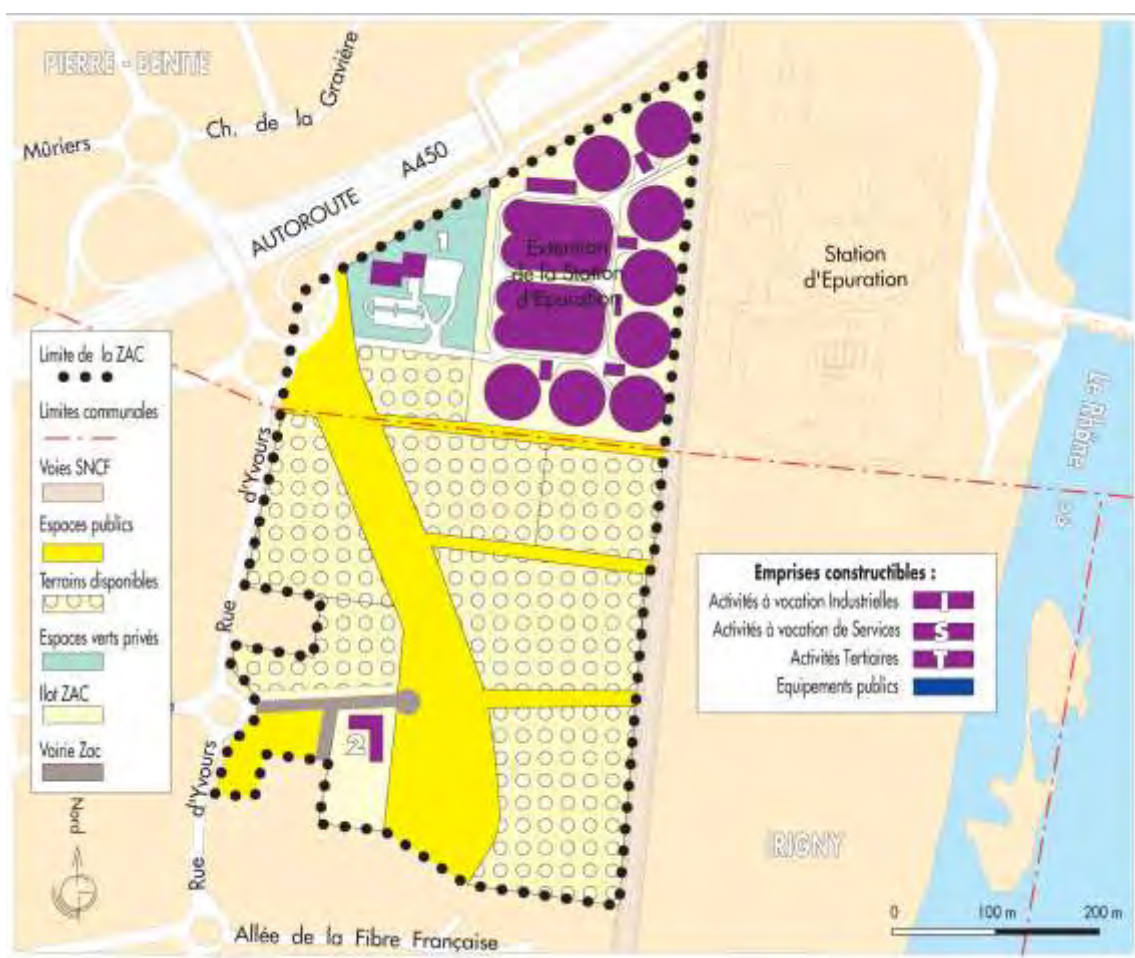 PIERRE - BENITE
Mûriers
Ch. de la Gravière
AUTOROUTE A450
1
Extention
de la Station
d'Epuration
Station
d'Epuration
Le Rhône
Limite de la ZAC
Limites communales
Voies SNCF
Espaces publics
Terrains disponibles
Espaces verts privés
Ilot ZAC
Voirie Zac
Nord
Rue d'Yvours
2
Rue d'Yvours
Emprises constructibles :
Activités à vocation Industrielles I
Activités à vocation de Services S
Activités Tertiaires T
Equipements publics
IRIGNY
0 100 m 200 m
Allée de la Fibre Française